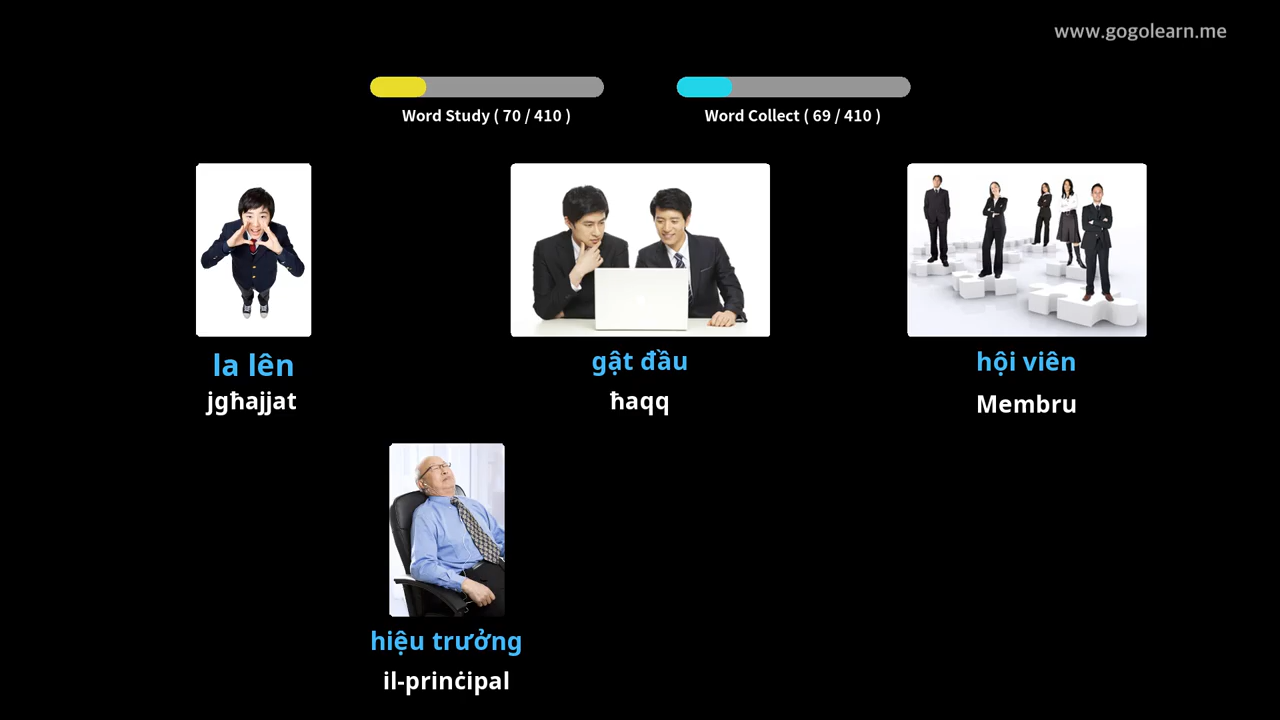 www.gogolearn.me
Word Study ( 70 / 410 )
Word Collect ( 69 / 410 )
la lên
jgħajjat
gật đầu
ħaqq
hội viên
Membru
hiệu trưởng
il-prinċipal